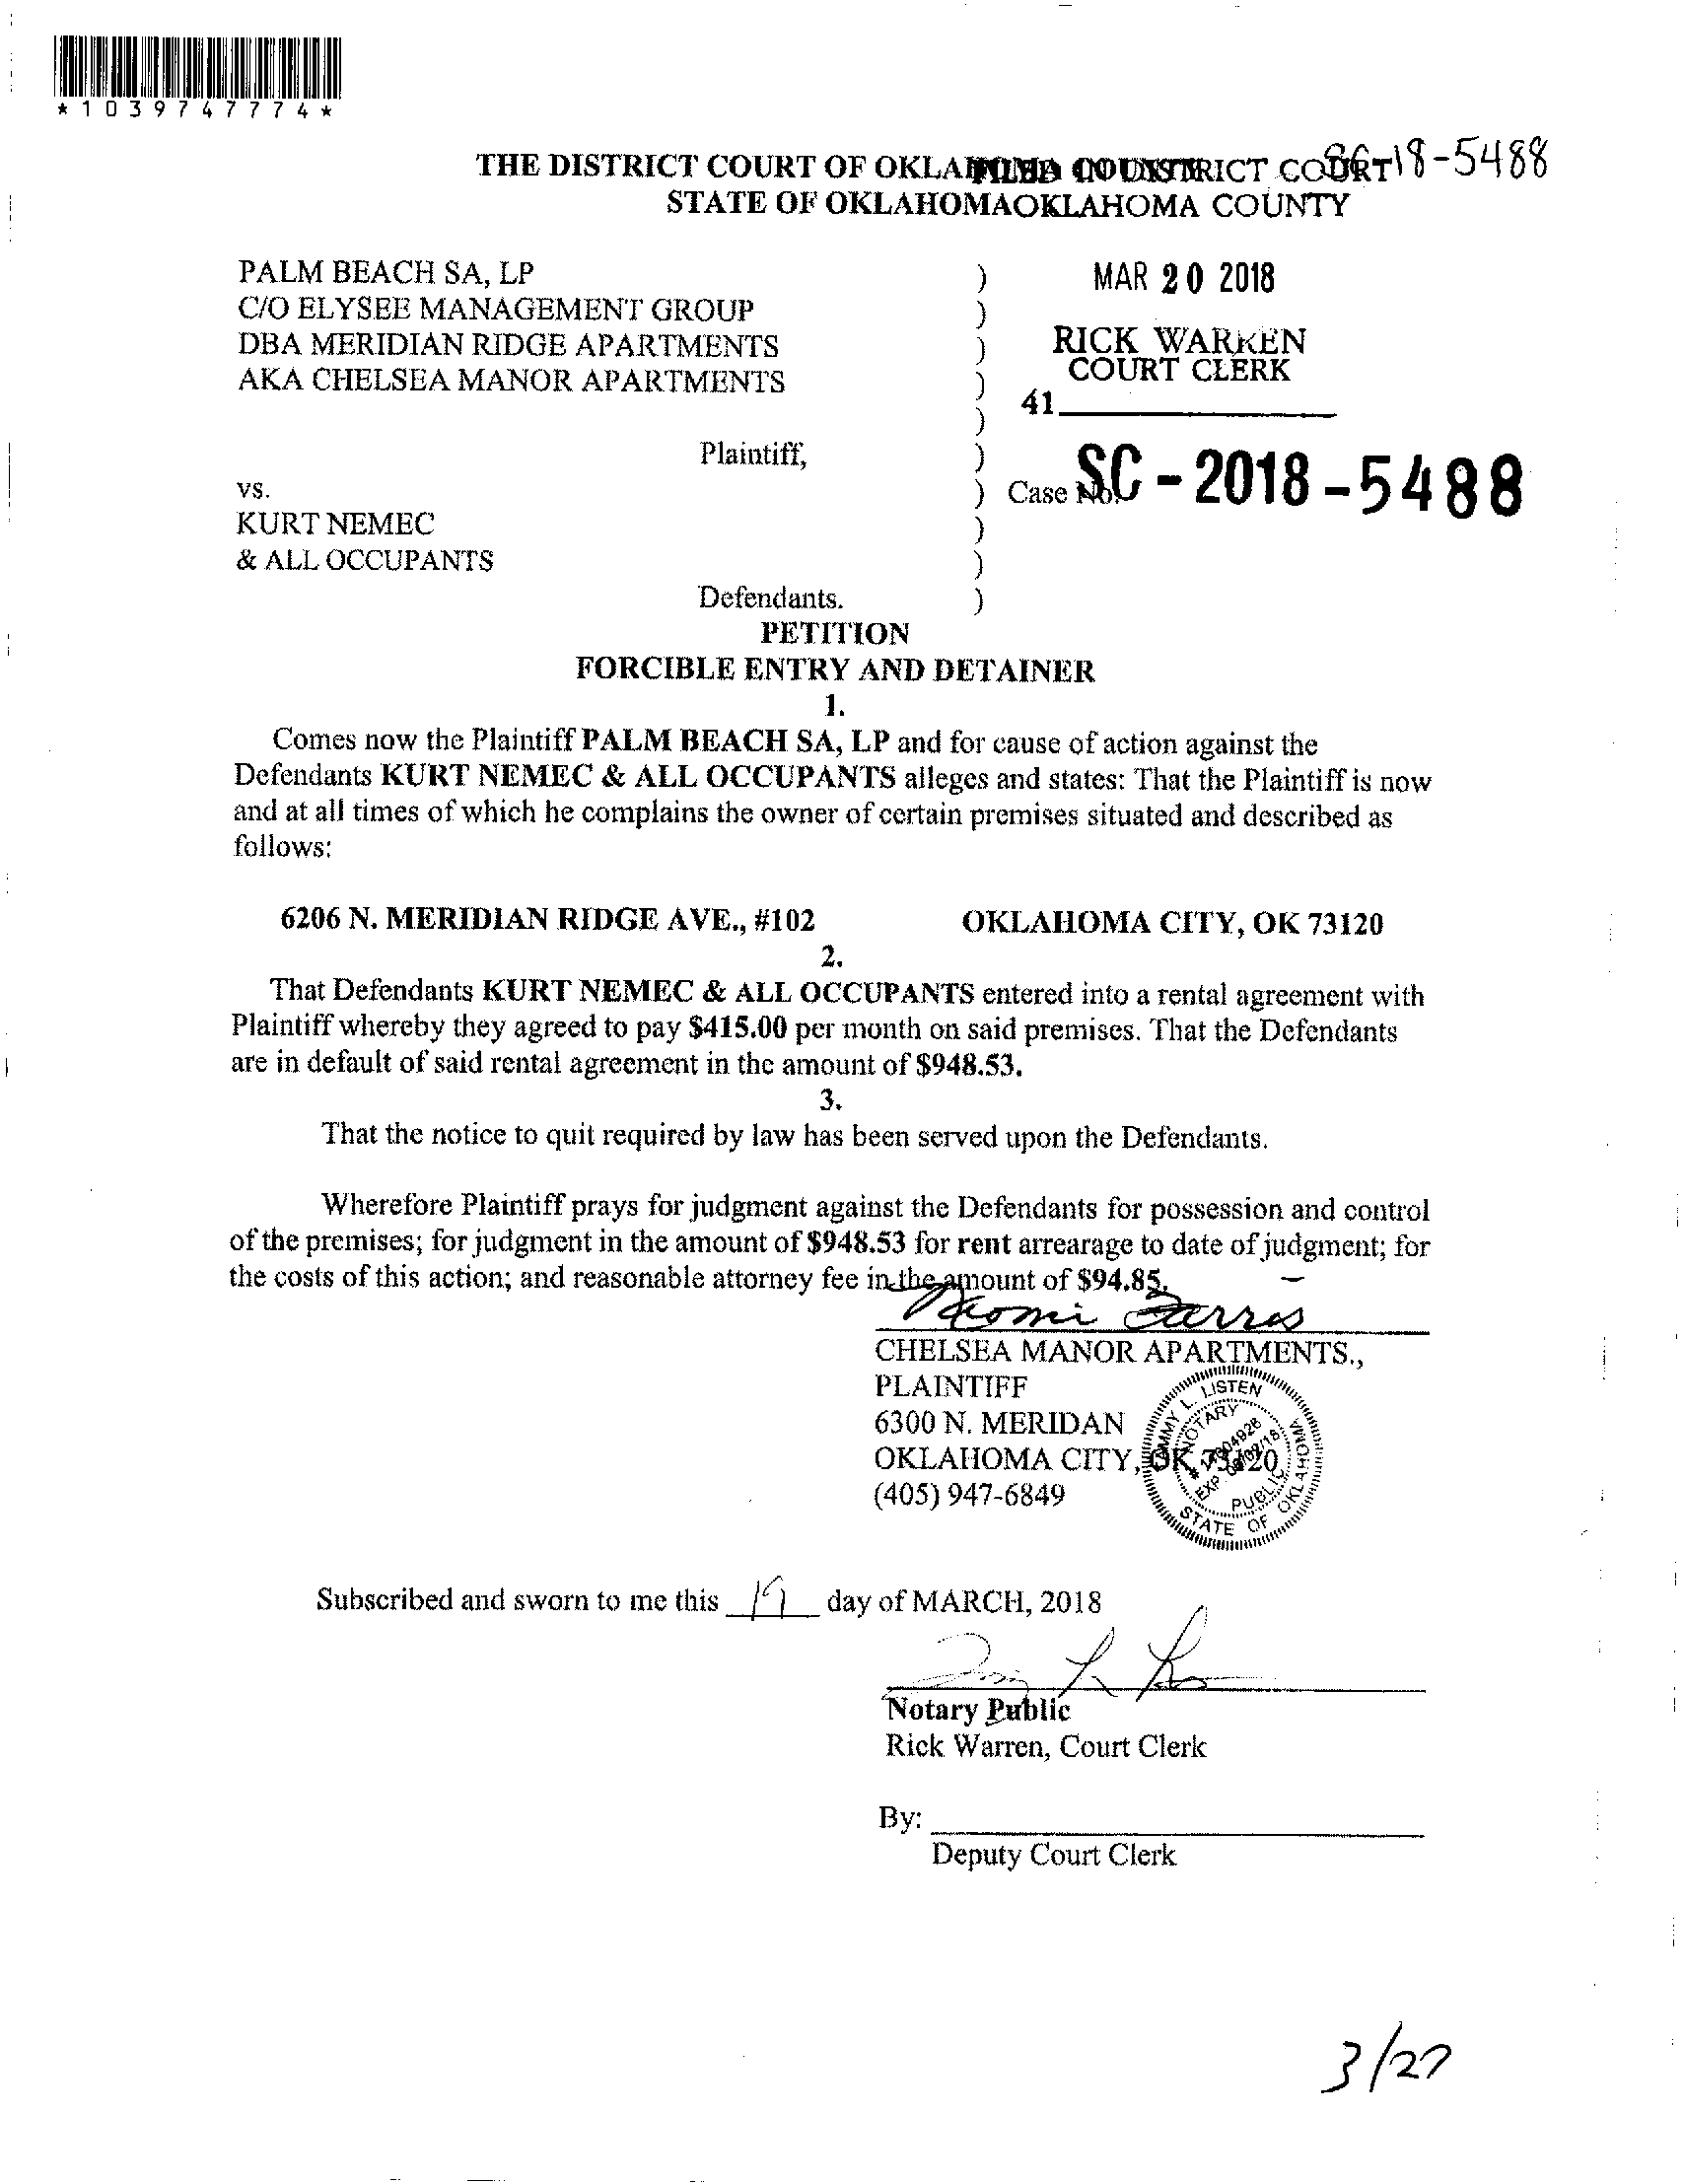 *1039747774*
THE DISTRICT COURT OF OKLAHOMA COUNTY
STATE OF OKLAHOMA
FILED IN DISTRICT COURT
OKLAHOMA COUNTY
18-5488
MAR 20 2018
RICK WARREN
COURT CLERK
41
PALM BEACH SA, LP )
C/O ELYSEE MANAGEMENT GROUP )
DBA MERIDIAN RIDGE APARTMENTS )
AKA CHELSEA MANOR APARTMENTS )
)
Plaintiff, )
vs. ) Case No. SC-2018-5488
KURT NEMEC )
& ALL OCCUPANTS )
Defendants. )
PETITION
FORCIBLE ENTRY AND DETAINER
1.
Comes now the Plaintiff PALM BEACH SA, LP and for cause of action against the
Defendants KURT NEMEC & ALL OCCUPANTS alleges and states: That the Plaintiff is now
and at all times of which he complains the owner of certain premises situated and described as
follows:
6206 N. MERIDIAN RIDGE AVE., #102 OKLAHOMA CITY, OK 73120
2.
That Defendants KURT NEMEC & ALL OCCUPANTS entered into a rental agreement with
Plaintiff whereby they agreed to pay $415.00 per month on said premises. That the Defendants
are in default of said rental agreement in the amount of $948.53.
3.
That the notice to quit required by law has been served upon the Defendants.
Wherefore Plaintiff prays for judgment against the Defendants for possession and control
of the premises; for judgment in the amount of $948.53 for rent arrearage to date of judgment; for
the costs of this action; and reasonable attorney fee in the amount of $94.85.
CHELSEA MANOR APARTMENTS.,
PLAINTIFF
6300 N. MERIDAN
OKLAHOMA CITY, OK 73120
(405) 947-6849
L. LISTEN
NOTARY
PUBLIC
STATE OF OKLAHOMA
Subscribed and sworn to me this 19 day of MARCH, 2018
Notary Public
Rick Warren, Court Clerk
By:
Deputy Court Clerk
3/27